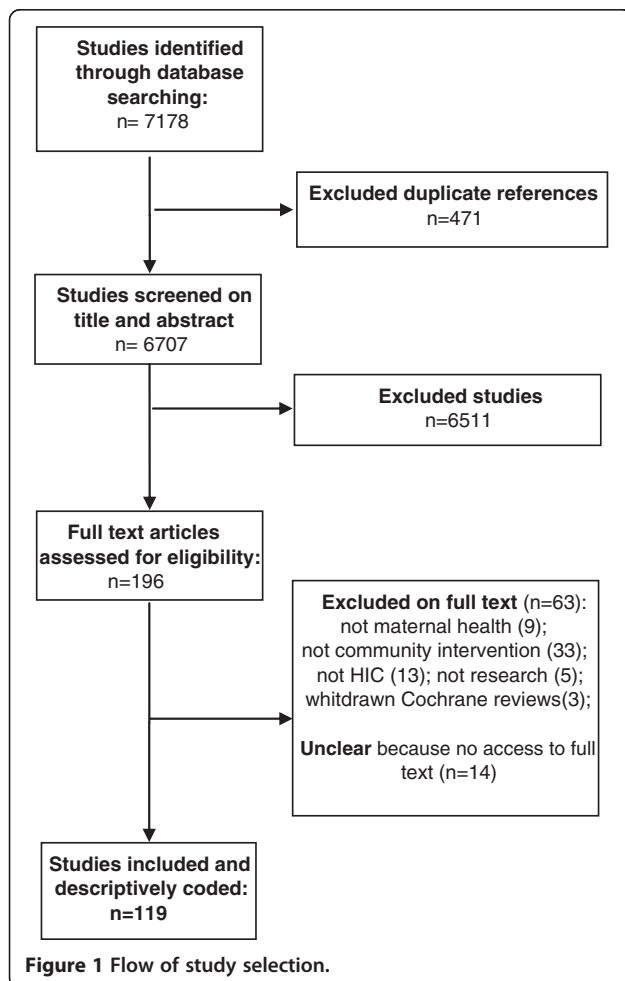 Studies identified
through database
searching:
n= 7178
Excluded duplicate references
n=471
Studies screened on
title and abstract
n= 6707
Excluded studies
n=6511
Full text articles
assessed for eligibility:
n=196
Excluded on full text (n=63):
not maternal health (9);
not community intervention (33);
not HIC (13); not research (5);
whitdrawn Cochrane reviews(3);
Unclear because no access to full
text (n=14)
Studies included and
descriptively coded:
n=119
Figure 1 Flow of study selection.